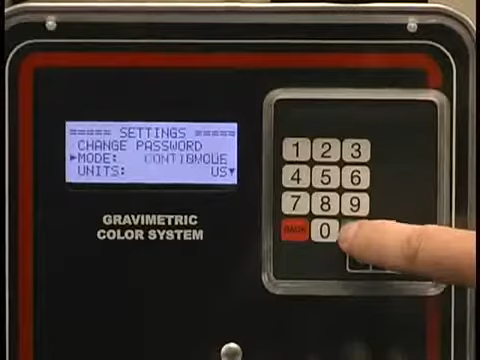 ===== SETTINGS =====
CHANGE PASSWORD
▸MODE:
UNITS: US▾
1 2 3
4 5 6
7 8 9
BACK 0
GRAVIMETRIC
COLOR SYSTEM